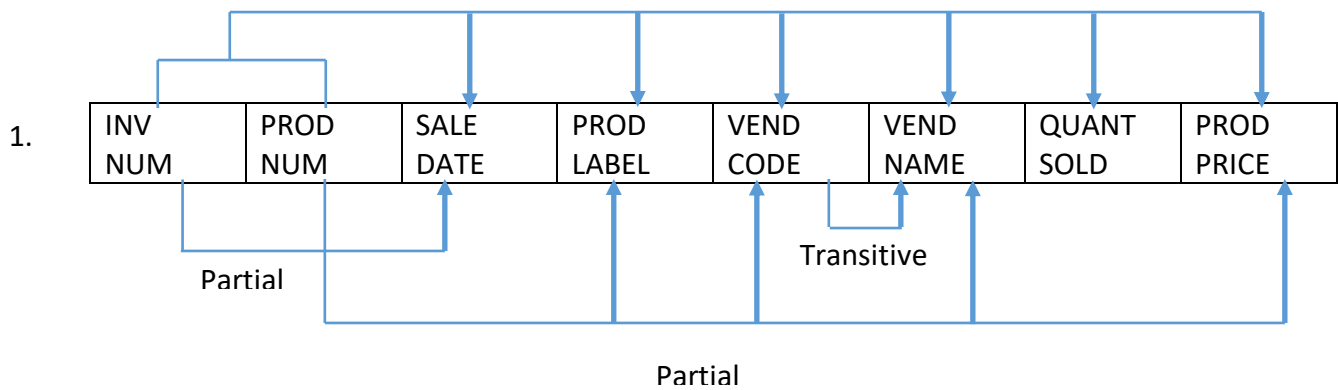 1.
INV PROD SALE PROD VEND VEND QUANT PROD
NUM NUM DATE LABEL CODE NAME SOLD PRICE
Transitive
Partial
Partial